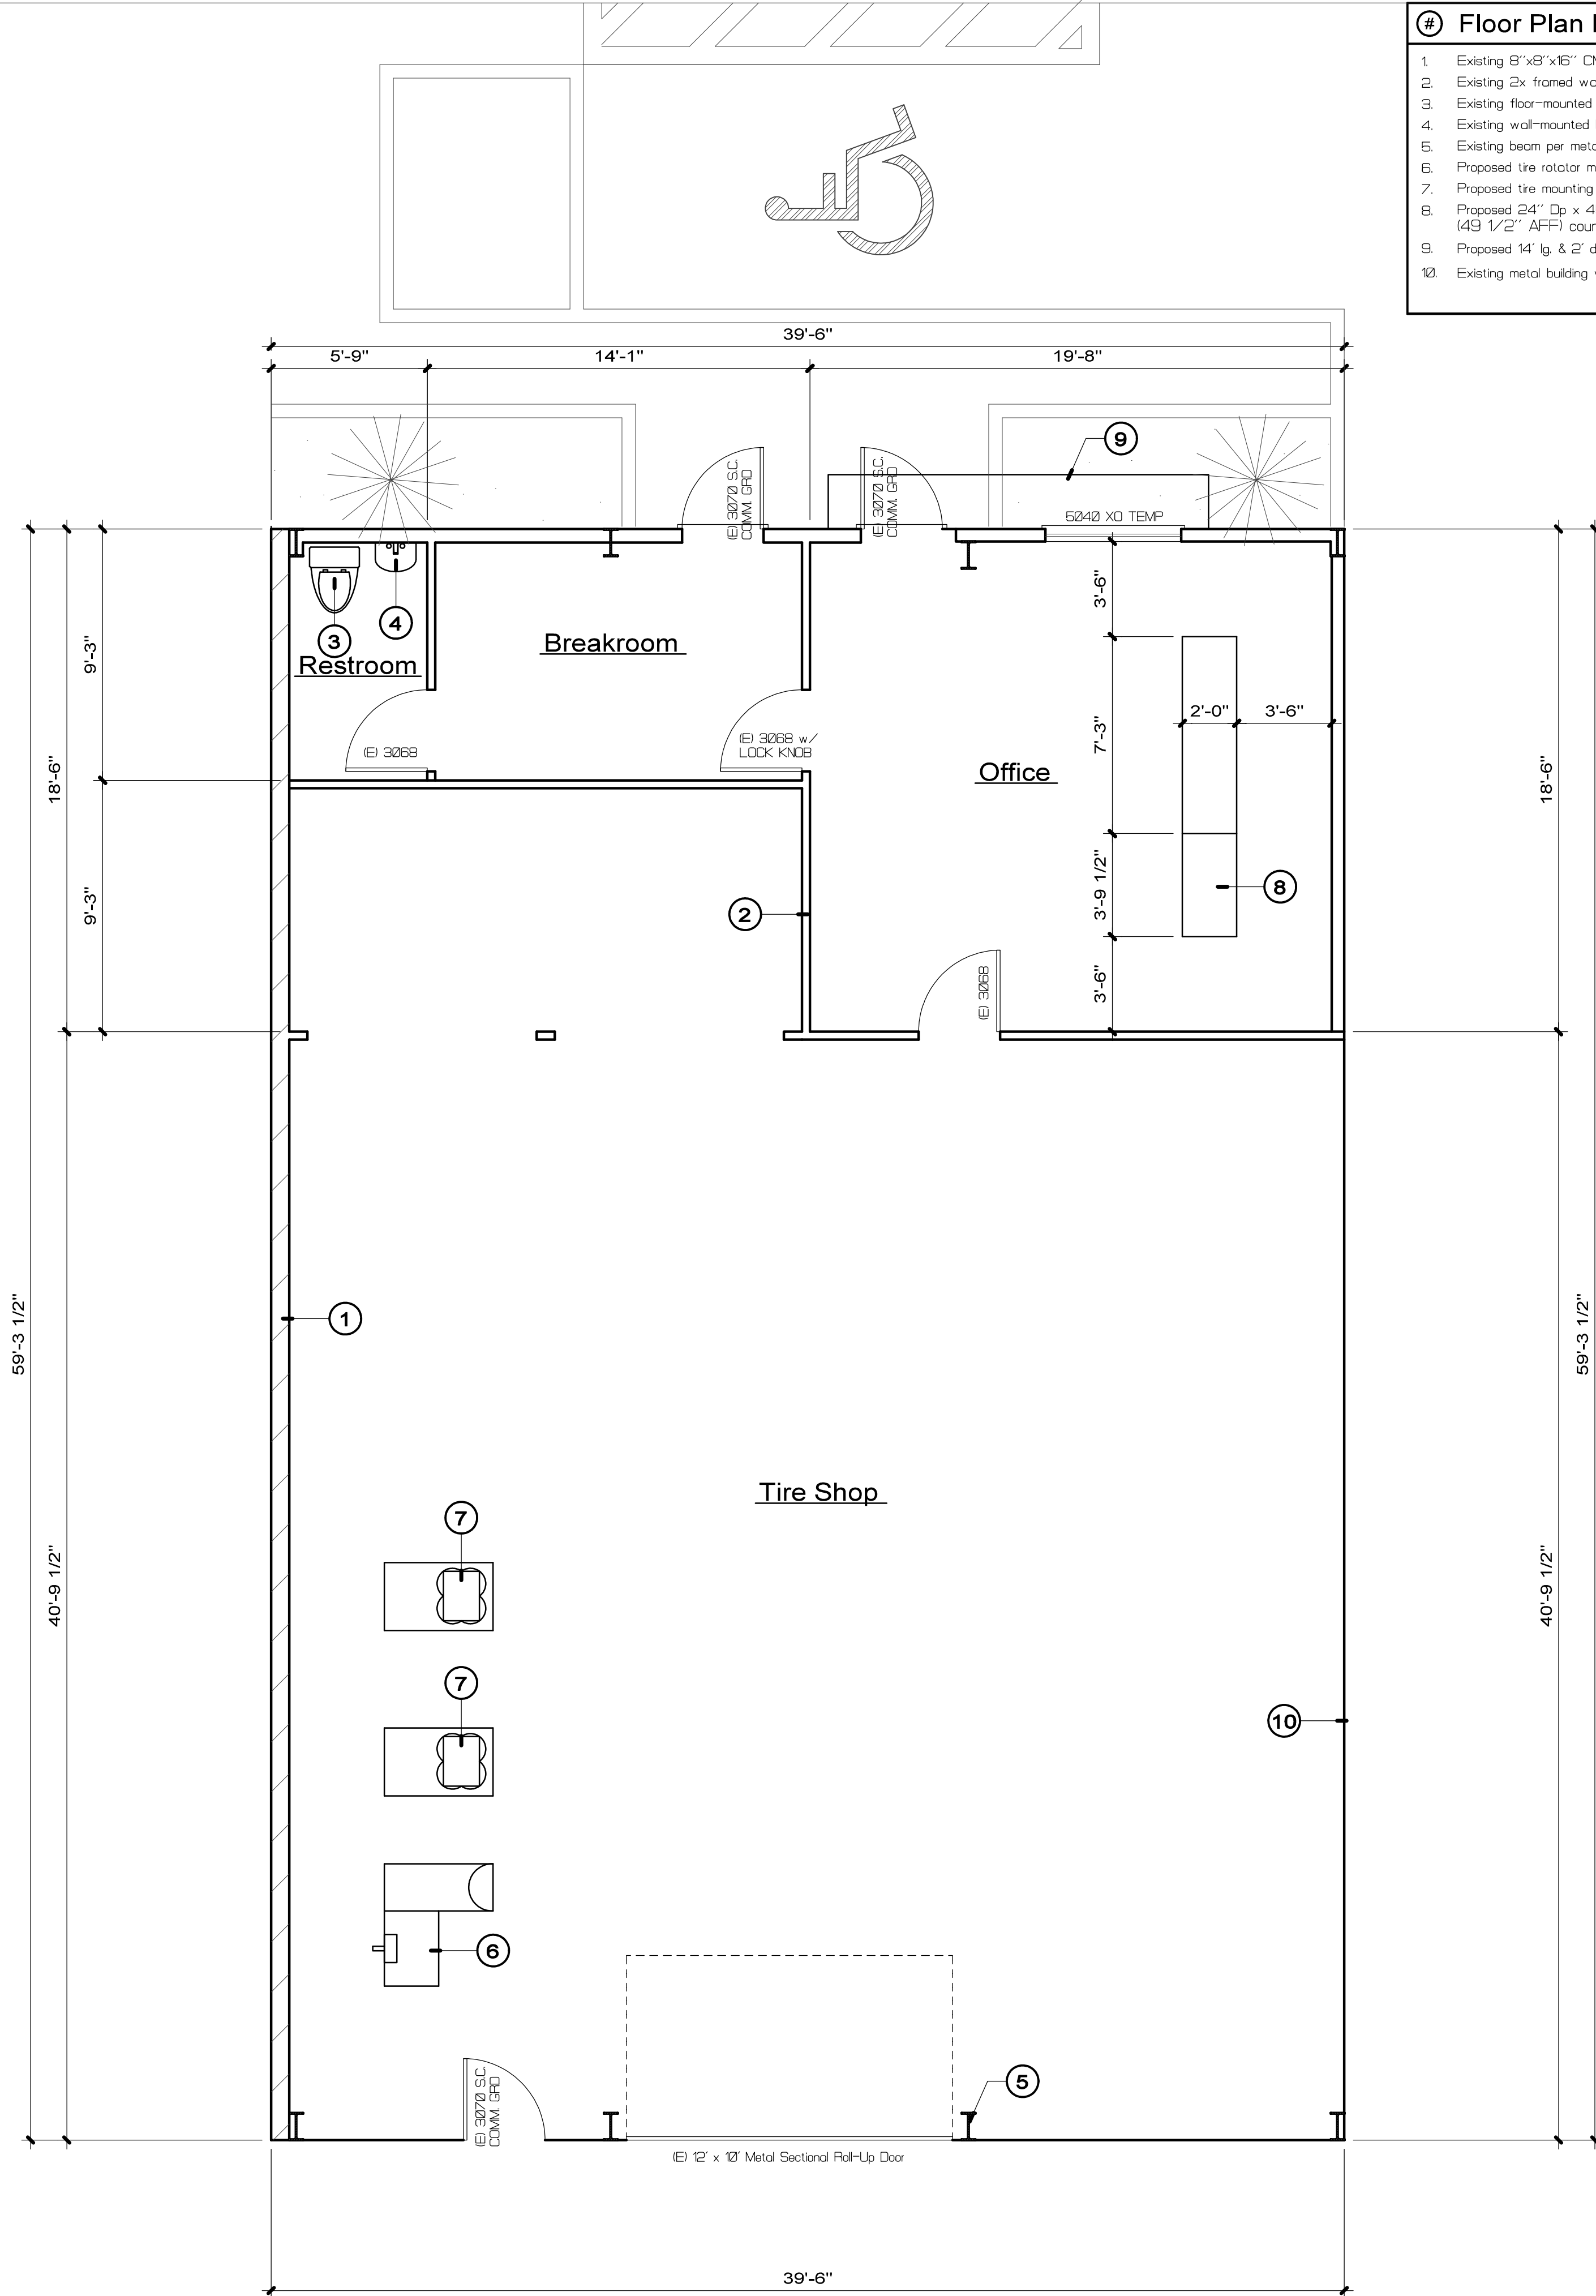 # Floor Plan
1. Existing 8"x8"x16"
2. Existing 2x framed
3. Existing floor-mounted
4. Existing wall-mounted
5. Existing beam per
6. Proposed tire rotator
7. Proposed tire mounting
8. Proposed 24" Dp x
(49 1/2" AFF)
9. Proposed 14' lg. & 2'
10. Existing metal building
39'-6"
5'-9"
14'-1"
19'-8"
9
(E) 3070 S.C.
COMM. GRD
(E) 3070 S.C.
COMM. GRD
5040 XO TEMP
3
4
Restroom
Breakroom
(E) 3068
(E) 3068 w/
LOCK KNOB
Office
3'-6"
7'-3"
2'-0"
3'-6"
3'-9 1/2"
3'-6"
8
2
(E) 3068
9'-3"
9'-3"
18'-6"
18'-6"
59'-3 1/2"
59'-3 1/2"
40'-9 1/2"
40'-9 1/2"
1
Tire Shop
7
7
10
6
5
(E) 3070 S.C.
COMM. GRD
(E) 12' x 10' Metal Sectional Roll-Up Door
39'-6"